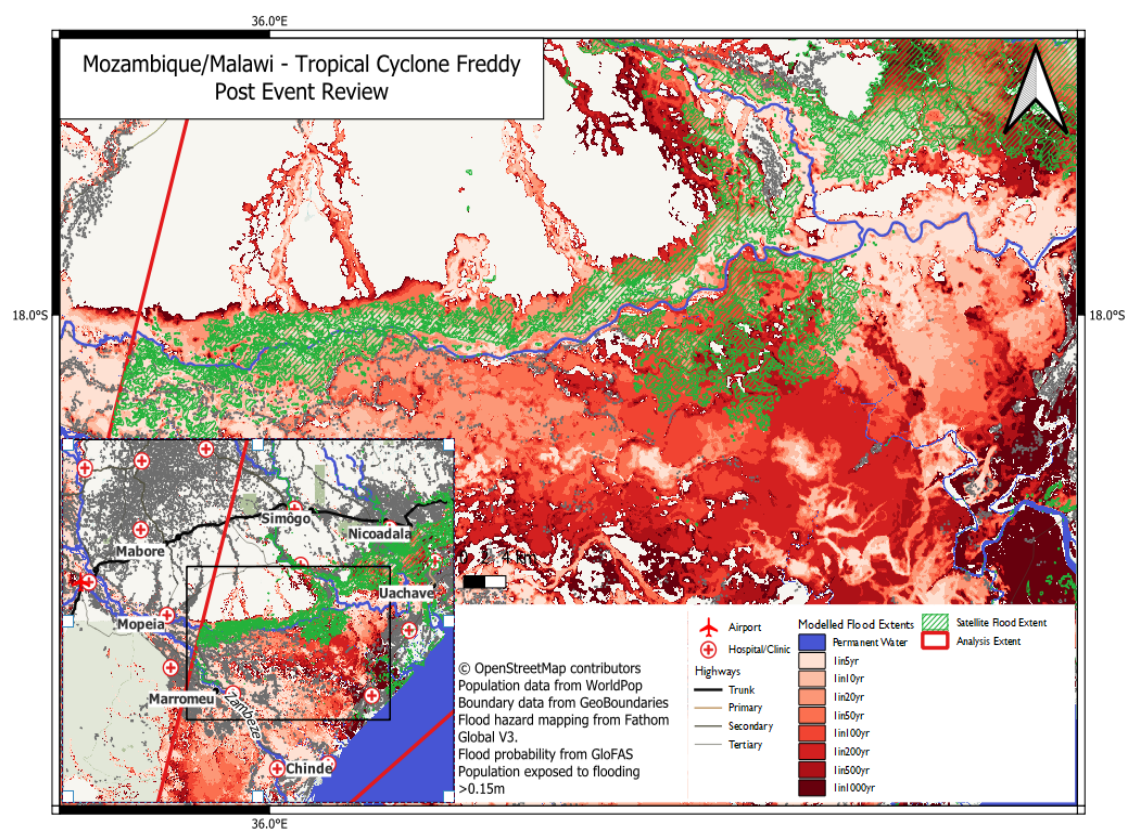 36.0°E
Mozambique/Malawi - Tropical Cyclone Freddy
Post Event Review
18.0°S
18.0°S
Simogo
Nicoadala
Mabore
Uachave
Mopeia
Marromeu
Zambeze
Chinde
© OpenStreetMap contributors
Population data from WorldPop
Boundary data from GeoBoundaries
Flood hazard mapping from Fathom
Global V3.
Flood probability from GloFAS
Population exposed to flooding
>0.15m
Airport
Hospital/Clinic
Highways
Trunk
Primary
Secondary
Tertiary
Modelled Flood Extents
Permanent Water
1in5yr
1in10yr
1in20yr
1in50yr
1in100yr
1in200yr
1in500yr
1in1000yr
Satellite Flood Extent
Analysis Extent
36.0°E